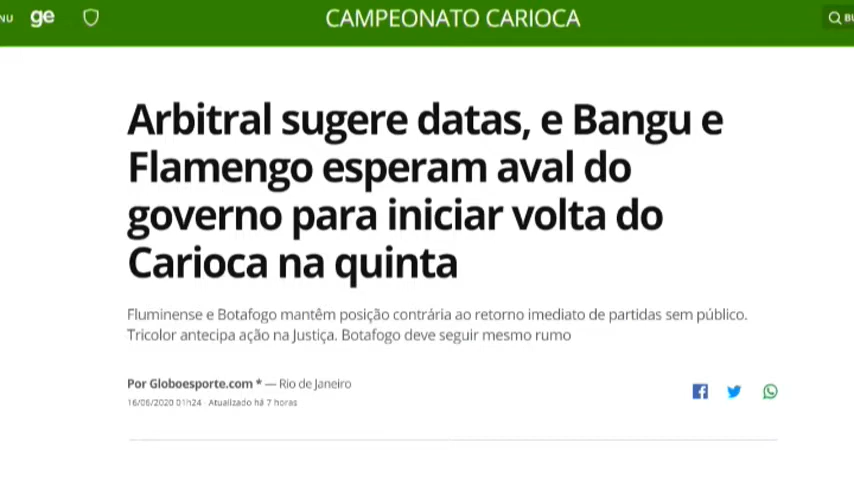 NU ge CAMPEONATO CARIOCA BU
Arbitral sugere datas, e Bangu e
Flamengo esperam aval do
governo para iniciar volta do
Carioca na quinta
Fluminense e Botafogo mantêm posição contrária ao retorno imediato de partidas sem público.
Tricolor antecipa ação na Justiça. Botafogo deve seguir mesmo rumo
Por Globoesporte.com * — Rio de Janeiro
16/06/2020 01h24 · Atualizado há 7 horas